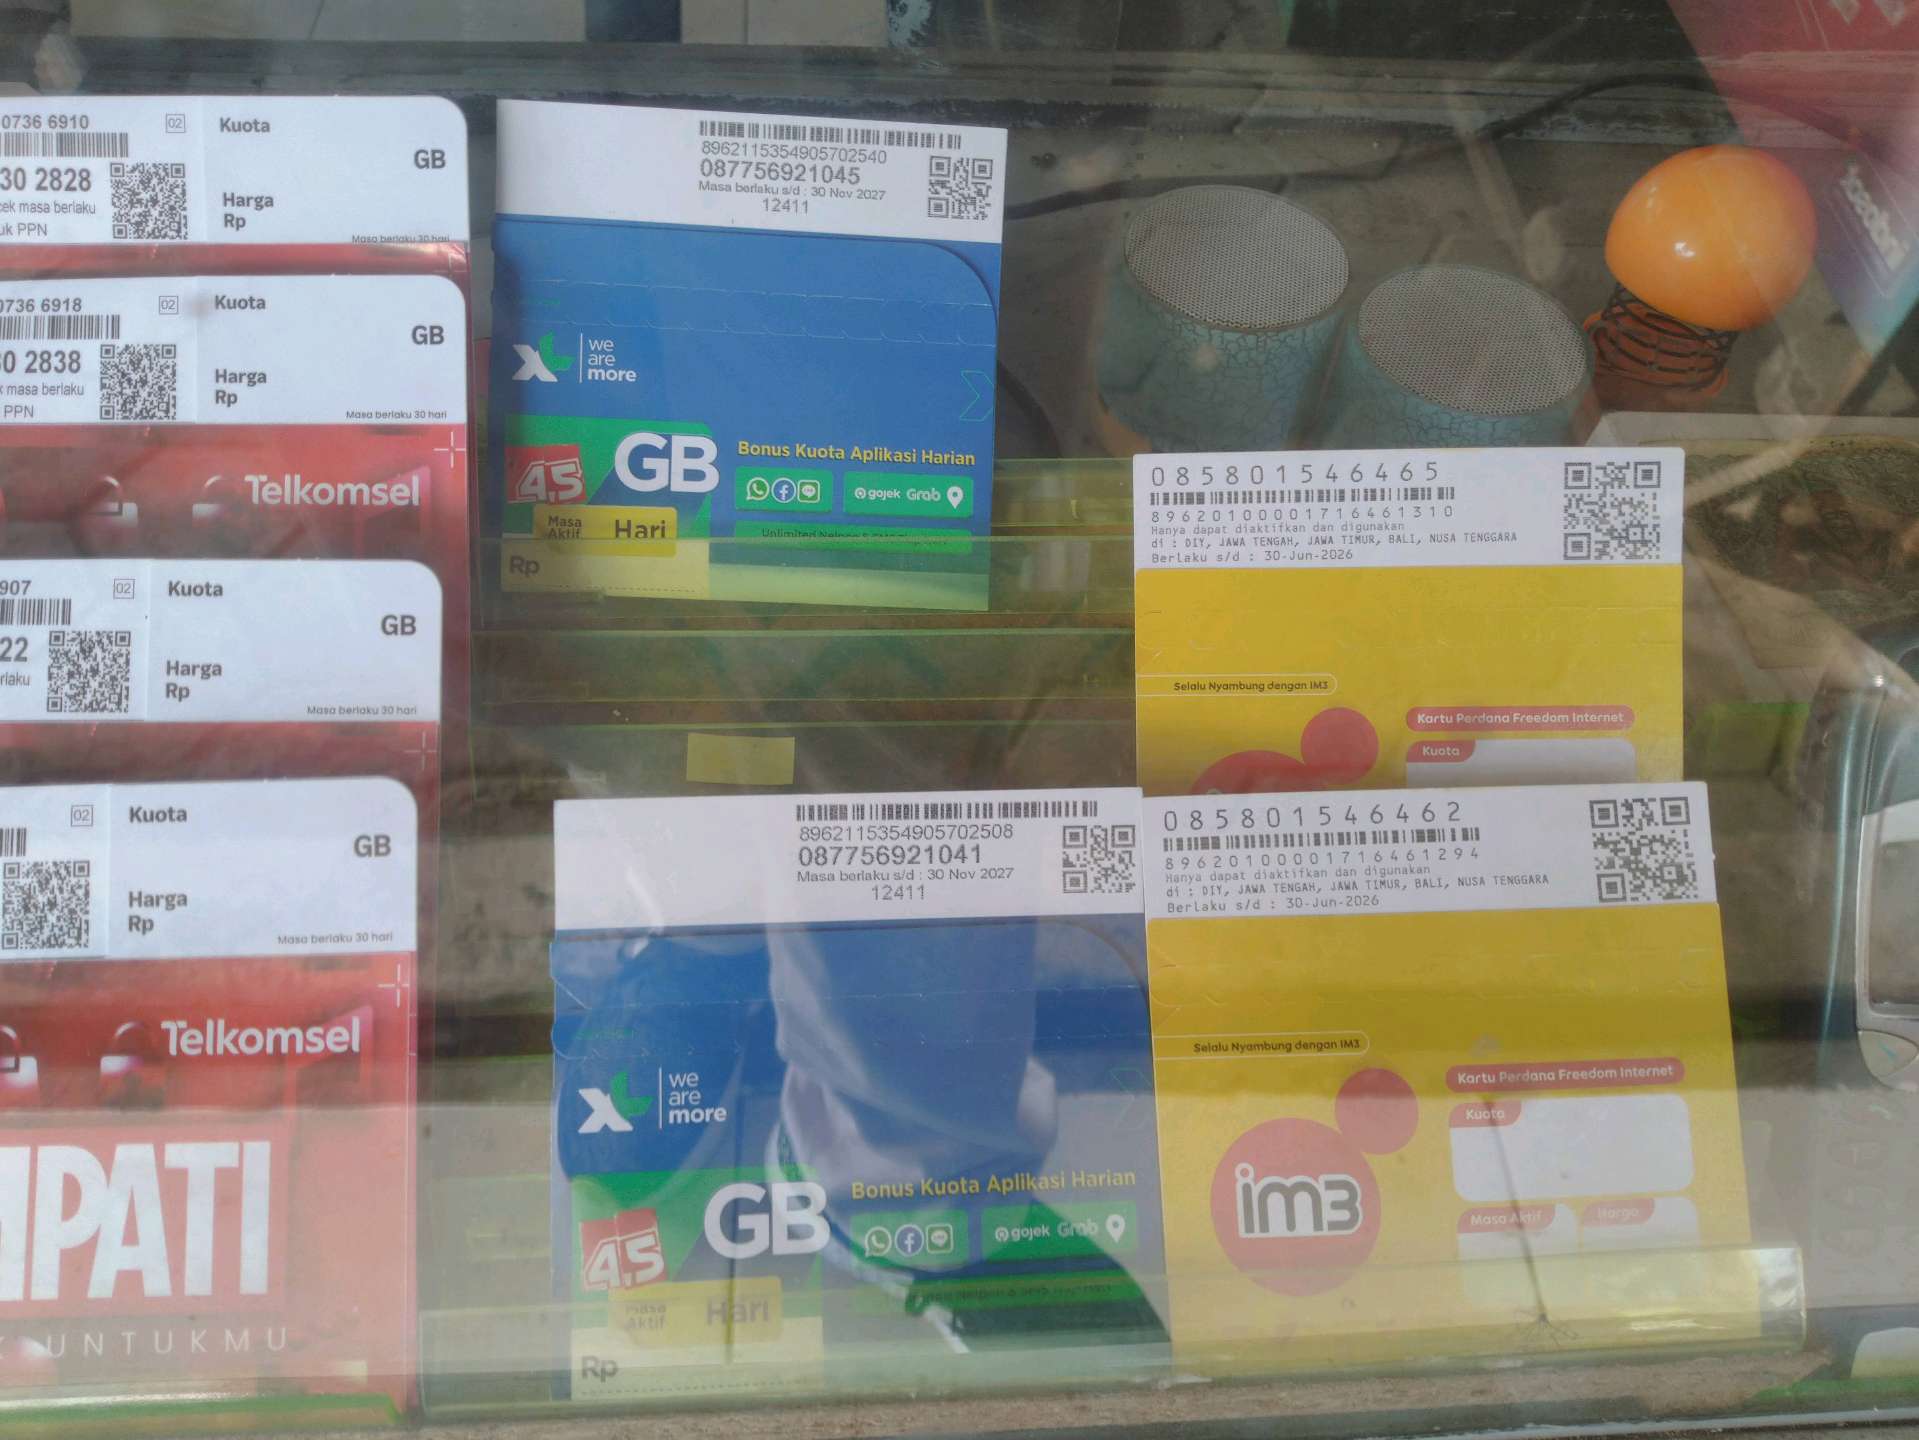 0736 6910
02
30 2828
cek masa berlaku
uk PPN
Kuota
GB
Harga
Rp
Masa berlaku 30 hari
0736 6918
02
30 2838
k masa berlaku
PPN
Kuota
GB
Harga
Rp
Masa berlaku 30 hari
Telkomsel
907
02
22
rlaku
Kuota
GB
Harga
Rp
Masa berlaku 30 hari
02
Kuota
GB
Harga
Rp
Masa berlaku 30 hari
Telkomsel
MPATI
K UNTUKMU
8962115354905702540
087756921045
Masa berlaku s/d : 30 Nov 2027
12411
XL we are more
4,5 GB
Masa Aktif Hari
Rp
Bonus Kuota Aplikasi Harian
gojek Grab
8962115354905702508
087756921041
Masa berlaku s/d : 30 Nov 2027
12411
XL we are more
4,5 GB
Masa Aktif Hari
Rp
Bonus Kuota Aplikasi Harian
gojek Grab
085801546465
8962010000171646131​0
Hanya dapat diaktifkan dan digunakan
di : DIY, JAWA TENGAH, JAWA TIMUR, BALI, NUSA TENGGARA
Berlaku s/d : 30-Jun-2026
Selalu Nyambung dengan IM3
Kartu Perdana Freedom Internet
Kuota
085801546462
89620100001716461294
Hanya dapat diaktifkan dan digunakan
di : DIY, JAWA TENGAH, JAWA TIMUR, BALI, NUSA TENGGARA
Berlaku s/d : 30-Jun-2026
Selalu Nyambung dengan IM3
Kartu Perdana Freedom Internet
Kuota
im3
Masa Aktif
Harga